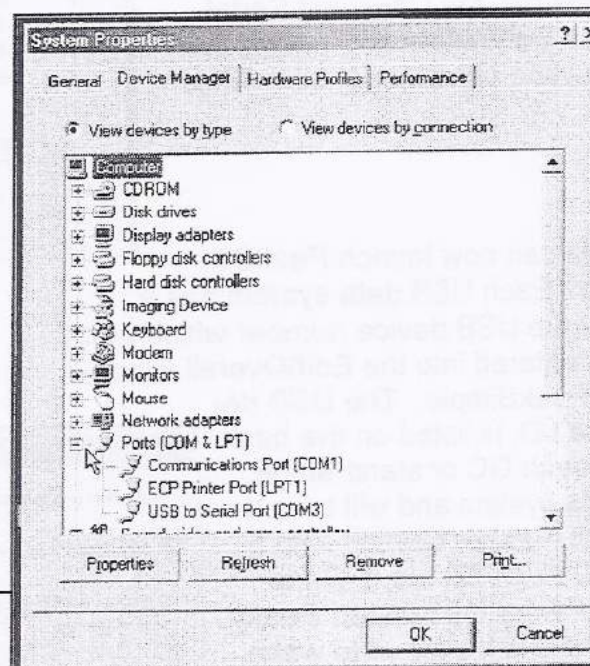 System Properties
? X
General Device Manager Hardware Profiles Performance
View devices by type View devices by connection
Computer
CDROM
Disk drives
Display adapters
Floppy disk controllers
Hard disk controllers
Imaging Device
Keyboard
Modem
Monitors
Mouse
Network adapters
Ports (COM & LPT)
Communications Port (COM1)
ECP Printer Port (LPT1)
USB to Serial Port (COM3)
Properties Refresh Remove Print...
OK Cancel